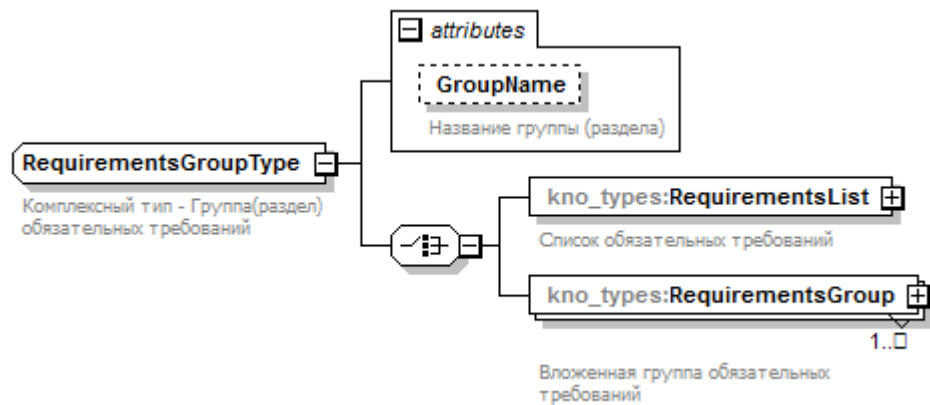 attributes
GroupName
Название группы (раздела)
RequirementsGroupType
Комплексный тип - Группа(раздел)
обязательных требований
kno_types:RequirementsList
Список обязательных требований
kno_types:RequirementsGroup
1..□
Вложенная группа обязательных
требований